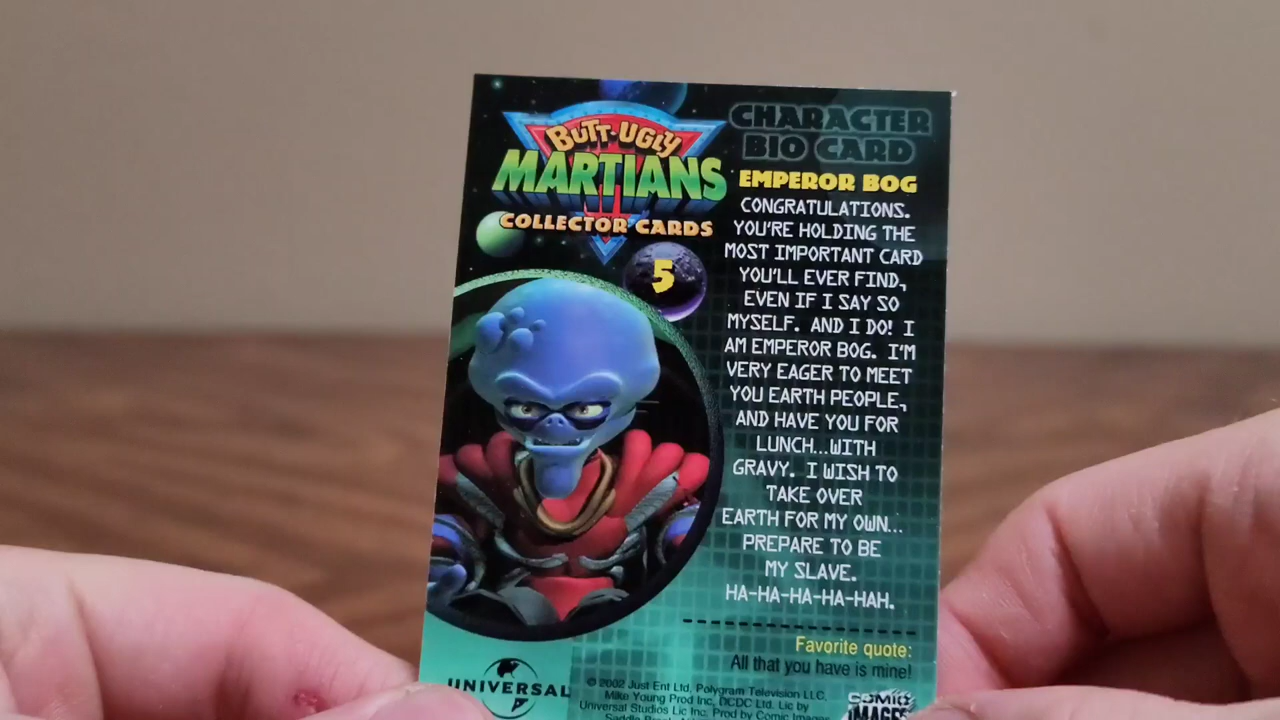 BUTT-UGLY
MARTIANS
COLLECTOR CARDS
5
CHARACTER
BIO CARD
EMPEROR BOG
CONGRATULATIONS.
YOU'RE HOLDING THE
MOST IMPORTANT CARD
YOU'LL EVER FIND,
EVEN IF I SAY SO
MYSELF. AND I DO! I
AM EMPEROR BOG. I'M
VERY EAGER TO MEET
YOU EARTH PEOPLE,
AND HAVE YOU FOR
LUNCH...WITH
GRAVY. I WISH TO
TAKE OVER
EARTH FOR MY OWN...
PREPARE TO BE
MY SLAVE.
HA-HA-HA-HA-HAH.
Favorite quote:
All that you have is mine!
UNIVERSAL
© 2002 Just Ent Ltd, Polygram Television LLC.
Mike Young Prod Inc, DCDC Ltd. Lic by
Universal Studios Lic Inc. Prod by Comic Images
Saddle
COMIC
IMAGES